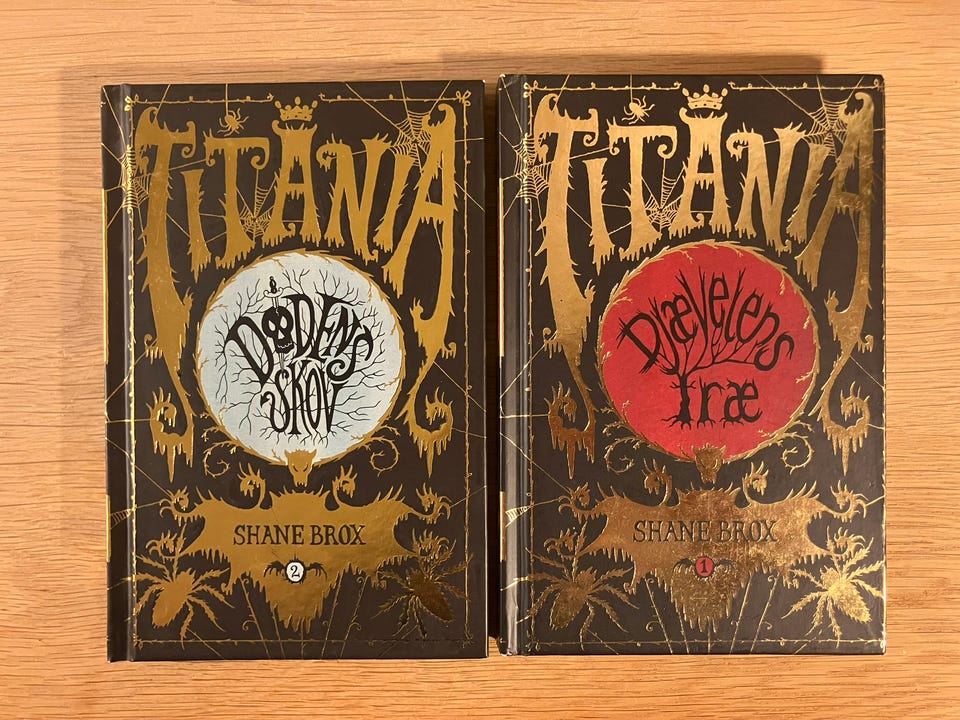 TITANIA
DØDENS
SKOV
SHANE BROX
2
TITANIA
Djævelens
Træ
SHANE BROX
1